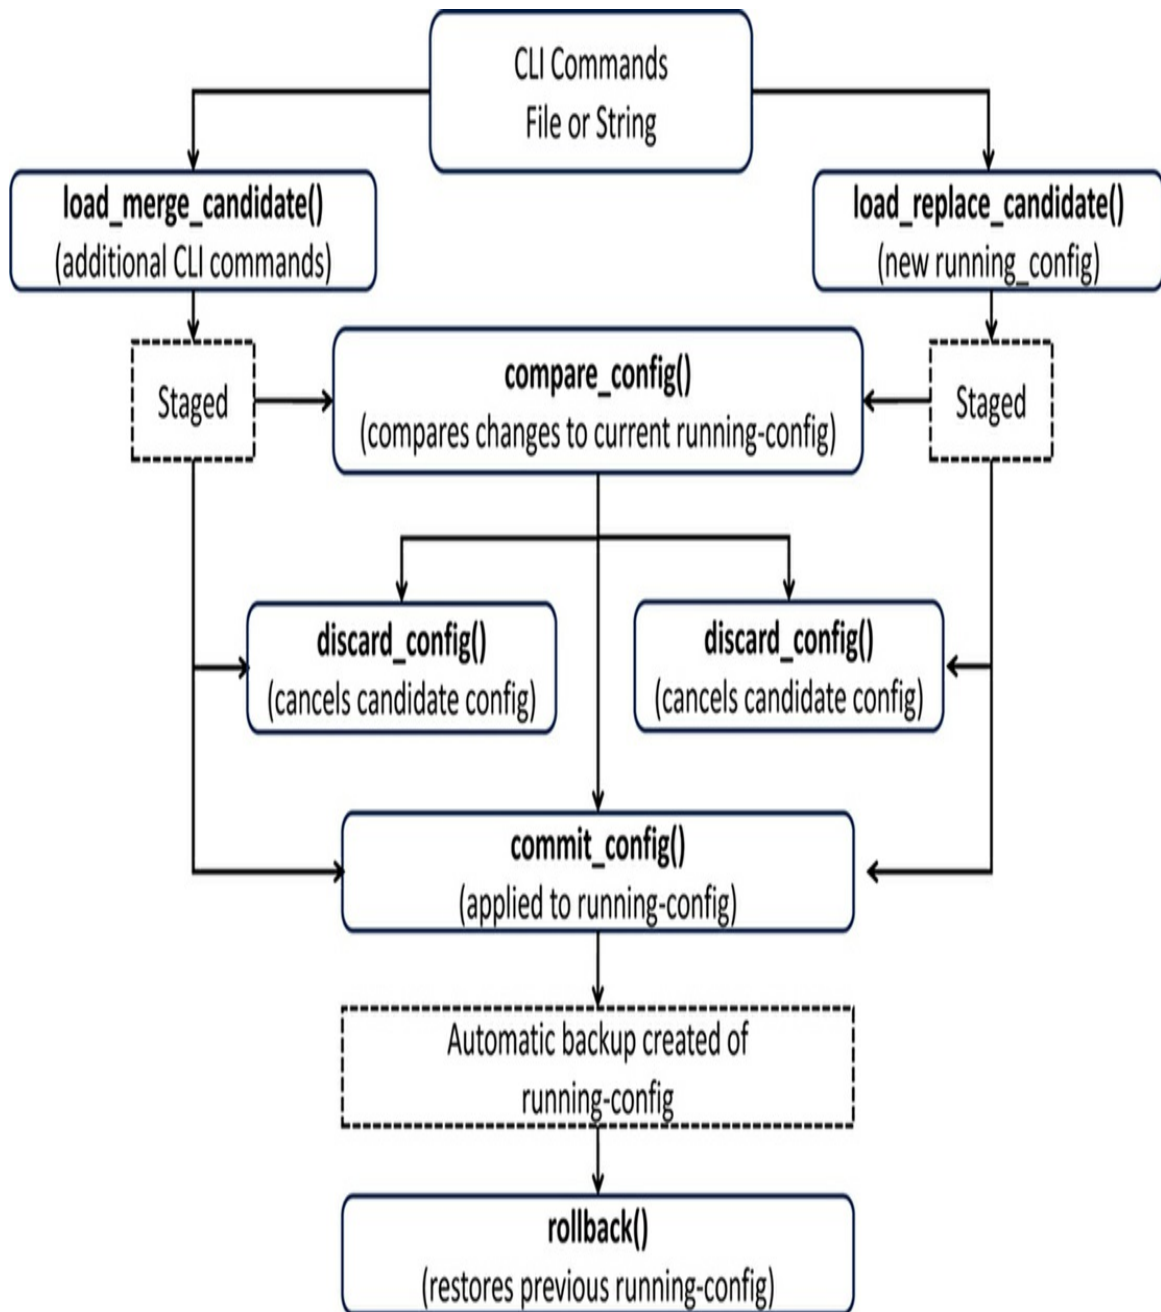 CLI Commands
File or String
load_merge_candidate()
(additional CLI commands)
load_replace_candidate()
(new running_config)
Staged
compare_config()
(compares changes to current running-config)
Staged
discard_config()
(cancels candidate config)
discard_config()
(cancels candidate config)
commit_config()
(applied to running-config)
Automatic backup created of
running-config
rollback()
(restores previous running-config)